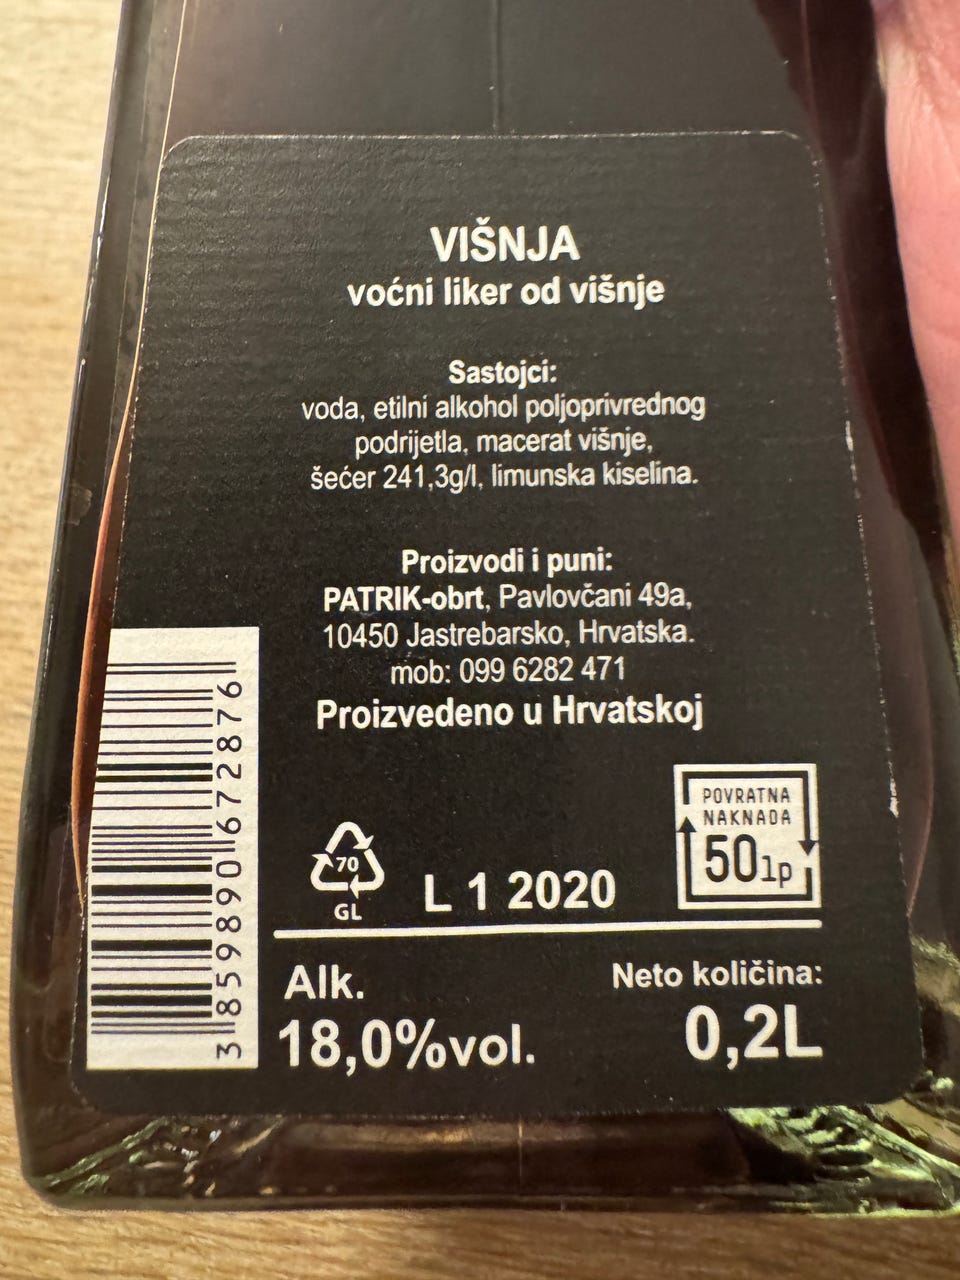 VIŠNJA
voćni liker od višnje
Sastojci:
voda, etilni alkohol poljoprivrednog
podrijetla, macerat višnje,
šećer 241,3g/l, limunska kiselina.
Proizvodi i puni:
PATRIK-obrt, Pavlovčani 49a,
10450 Jastrebarsko, Hrvatska.
mob: 099 6282 471
Proizvedeno u Hrvatskoj
3859890672876
70
GL
L 1 2020
POVRATNA
NAKNADA
50lp
Alk.
18,0%vol.
Neto količina:
0,2L